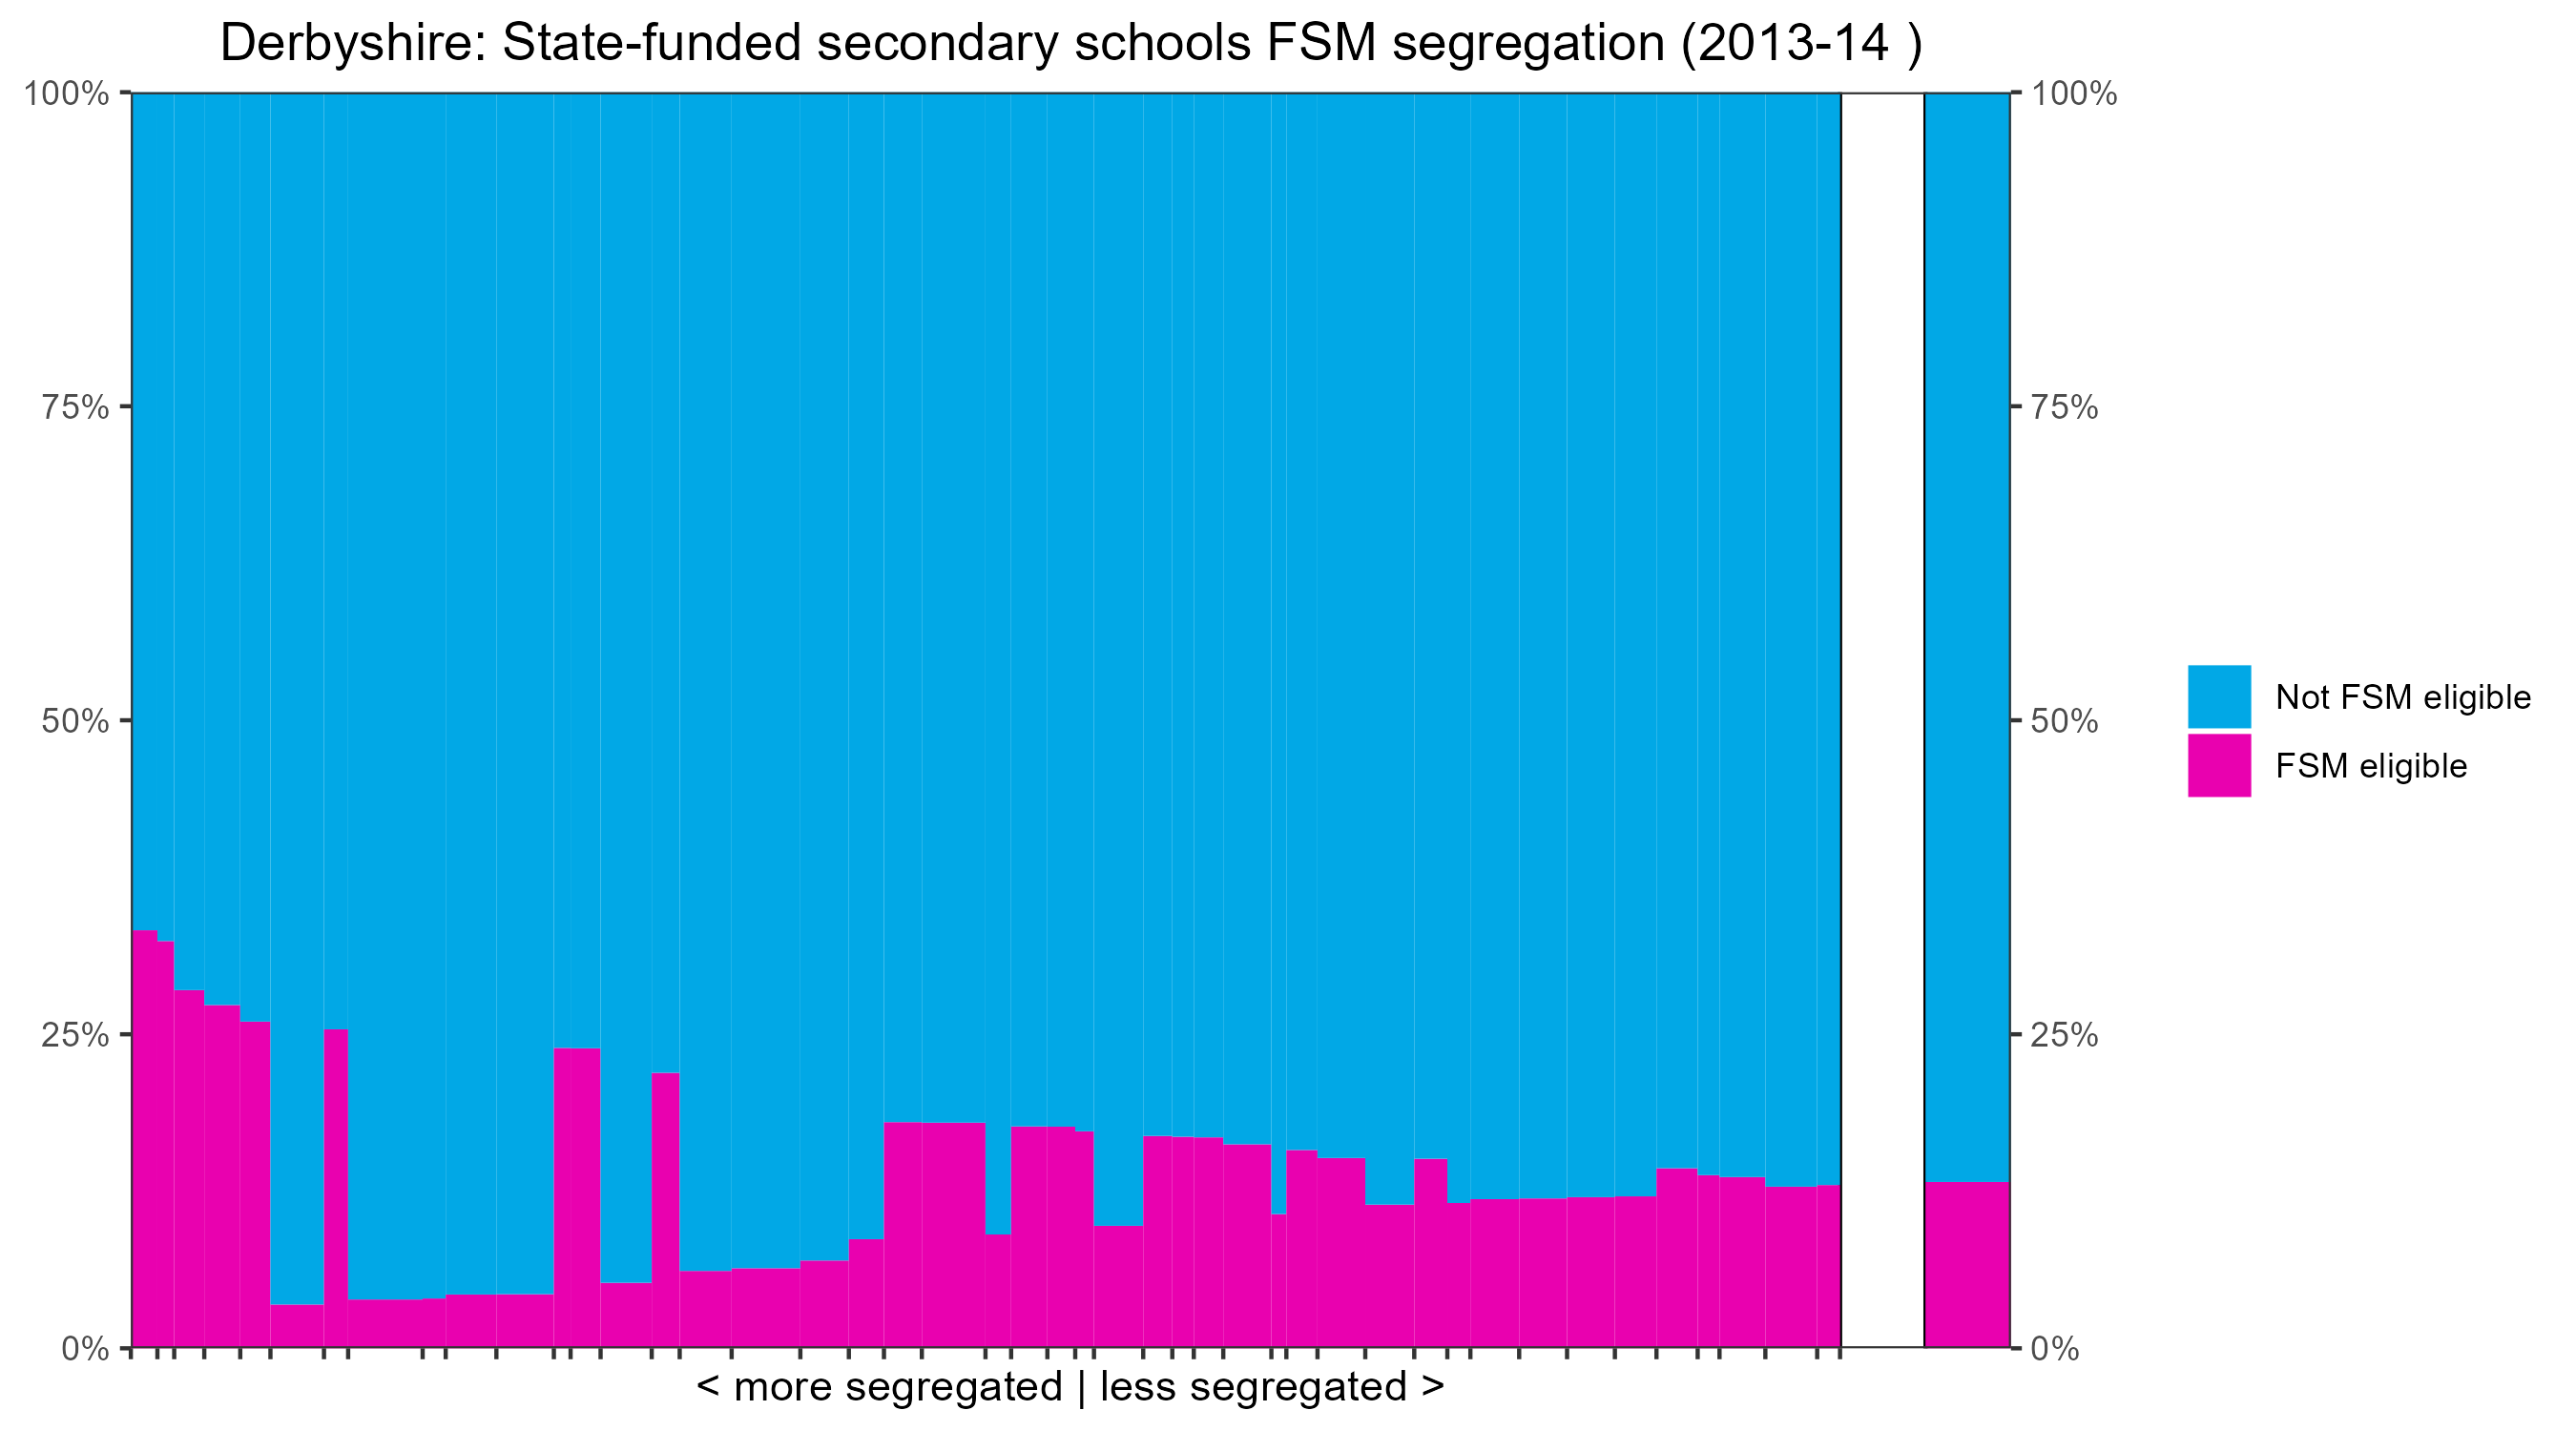 Derbyshire: State-funded secondary schools FSM segregation (2013-14 )
100%
100%
75%
75%
50%
50%
25%
25%
0%
0%
Not FSM eligible
FSM eligible
< more segregated | less segregated >